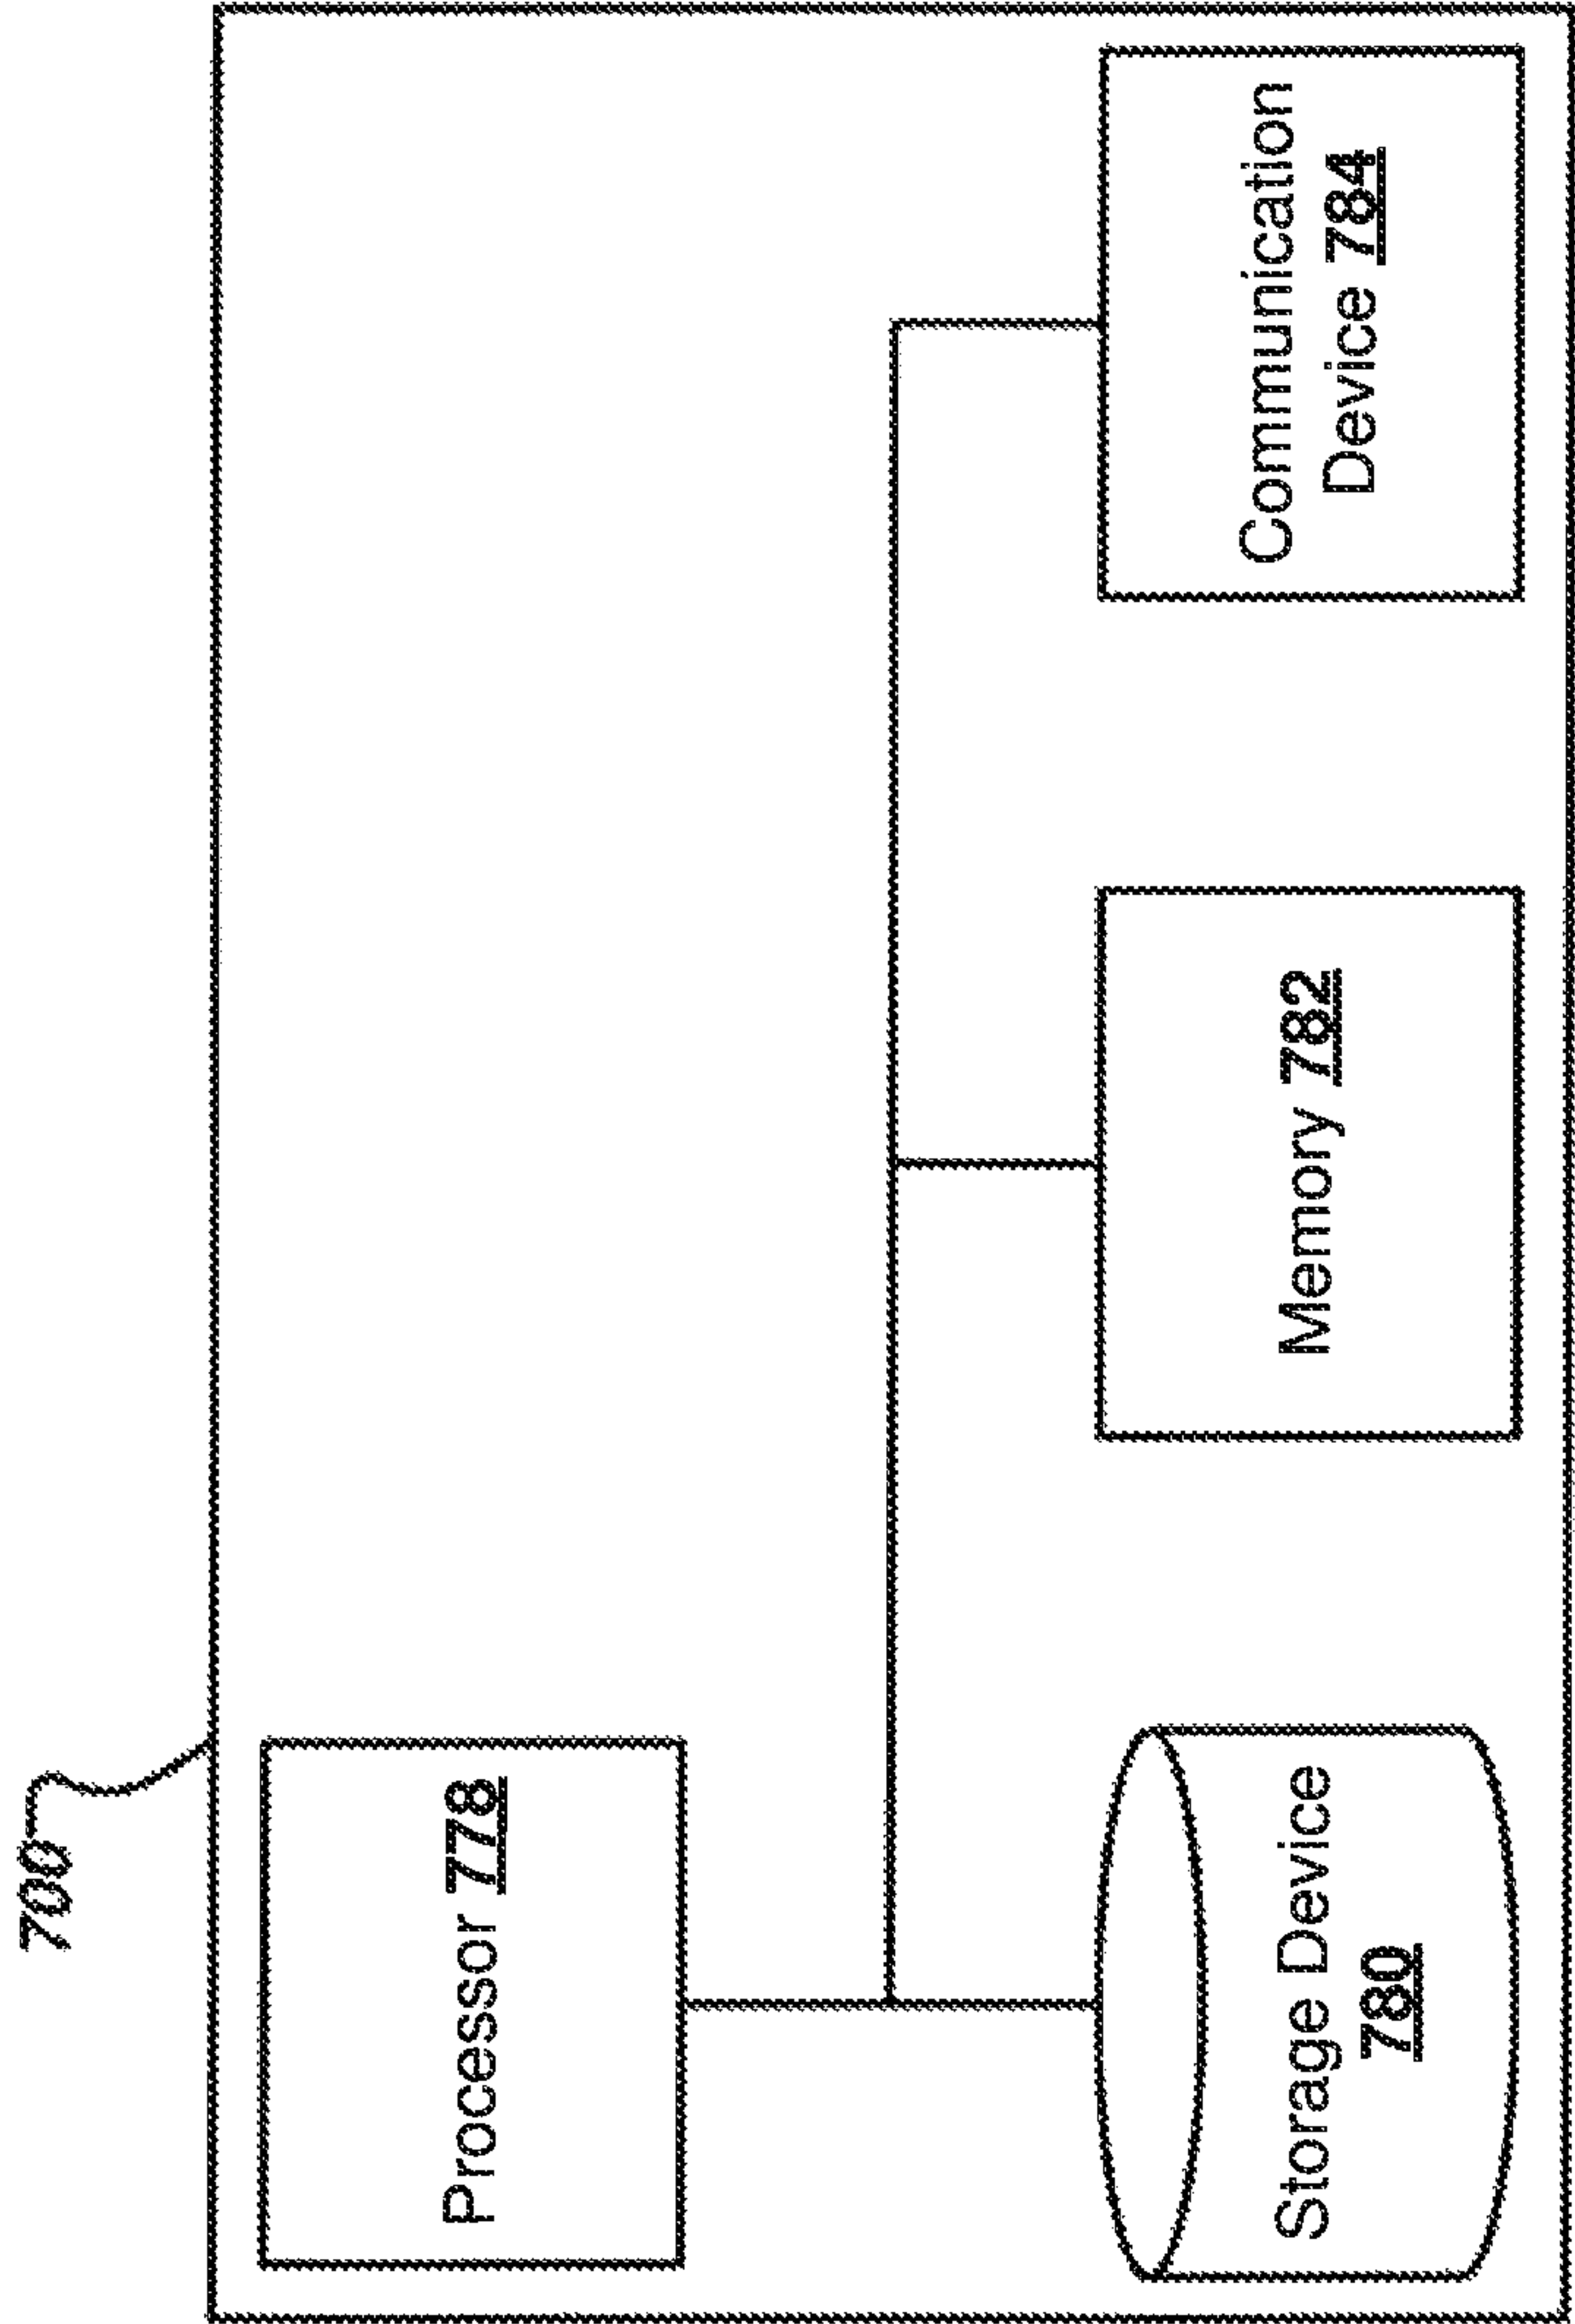 700
Processor 778
Storage Device
780
Memory 782
Communication
Device 784